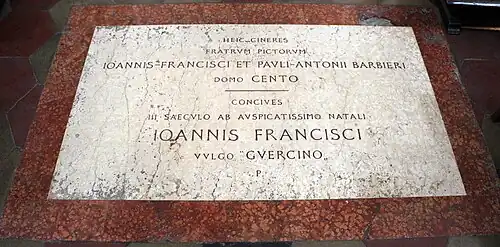 HEIC CINERES
FRATRVM PICTORVM
IOANNIS-FRANCISCI ET PAVLI-ANTONII BARBIERI
DOMO CENTO
CONCIVES
III SAECVLO AB AVSPICATISSIMO NATALI
IOANNIS FRANCISCI
VVLGO "GVERCINO„
P.